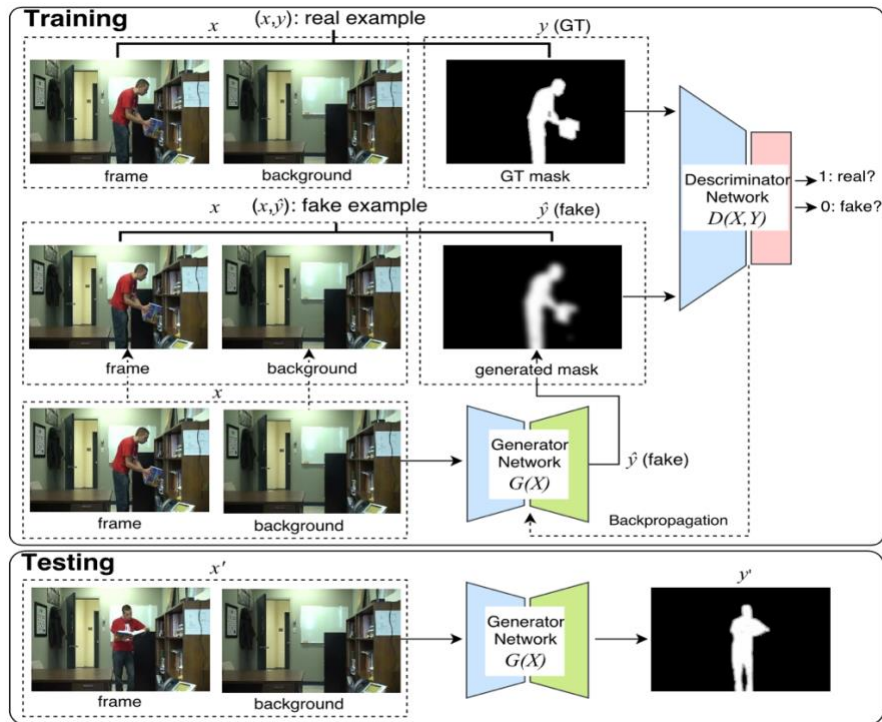 Training
x
(x,y): real example
y (GT)
frame
background
GT mask
Descriminator
Network
D(X,Y)
1: real?
0: fake?
x
(x,ŷ): fake example
ŷ (fake)
frame
background
generated mask
x
Generator
Network
G(X)
ŷ (fake)
frame
background
Backpropagation
Testing
x'
y'
Generator
Network
G(X)
frame
background